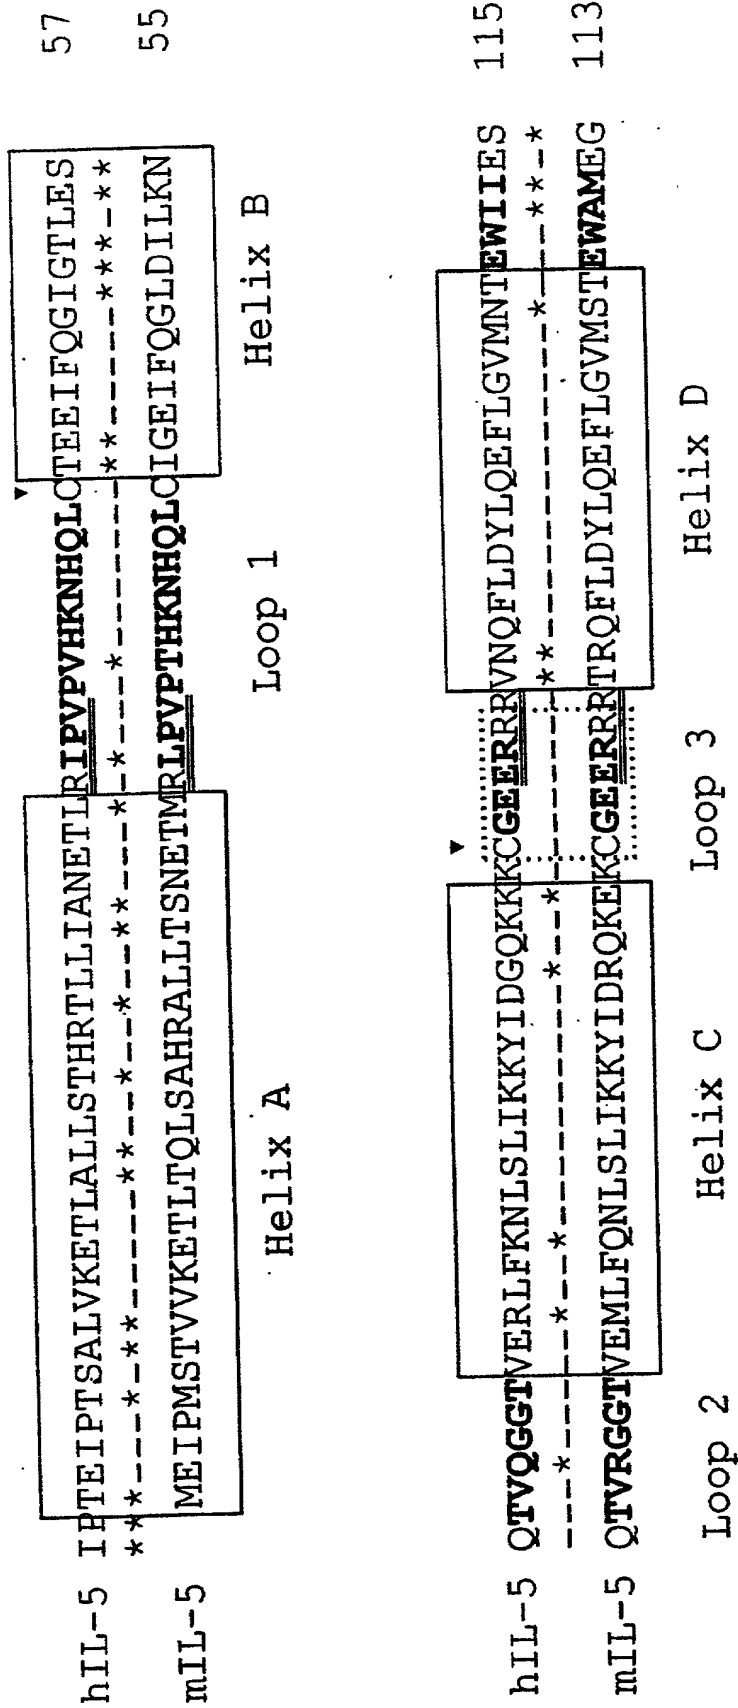 hIL-5 IPTEIPTSALVKETLALLSTHRTLLIANETLRIPVPVHKNHQLCTEEIFQGIGTLES 57
***---*-**-----**--*--*--**---*-*---*-------**-----***-**
mIL-5 MEIPMSTVVKETLTQLSAHRALLTSNETMRLPVPTHKNHQLCIGEIFQGLDILKN 55
Helix A Loop 1 Helix B
hIL-5 QTVQGGTVERLFKNLSLIKKYIDGQKKKCGEERRRVNQFLDYLQEFLGVMNTEWIIES 115
---*-----*--*----------*--*--------**-------------*---**-*
mIL-5 QTVRGGTVEMLFQNLSLIKKYIDRQKEKCGEERRRTRQFLDYLQEFLGVMSTEWAMEG 113
Loop 2 Helix C Loop 3 Helix D